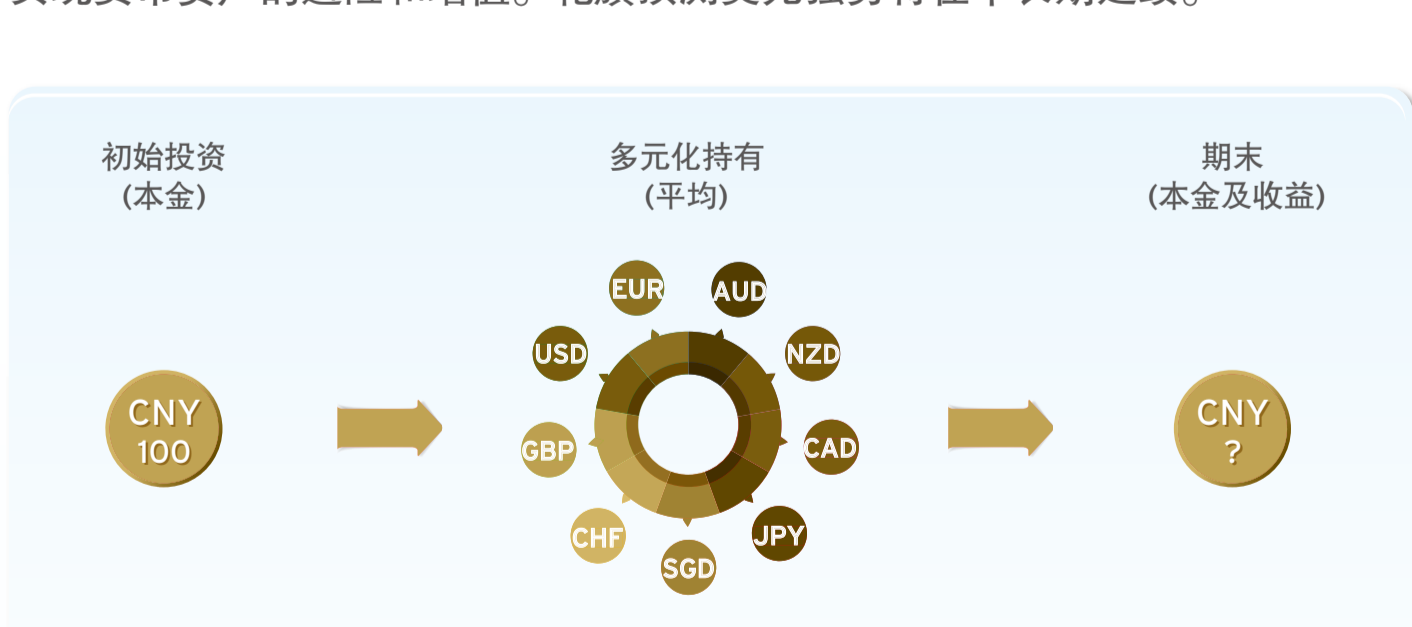 初始投资
(本金)
多元化持有
(平均)
期末
(本金及收益)
EUR
AUD
USD
NZD
CNY
100
GBP
CAD
CNY
?
CHF
JPY
SGD